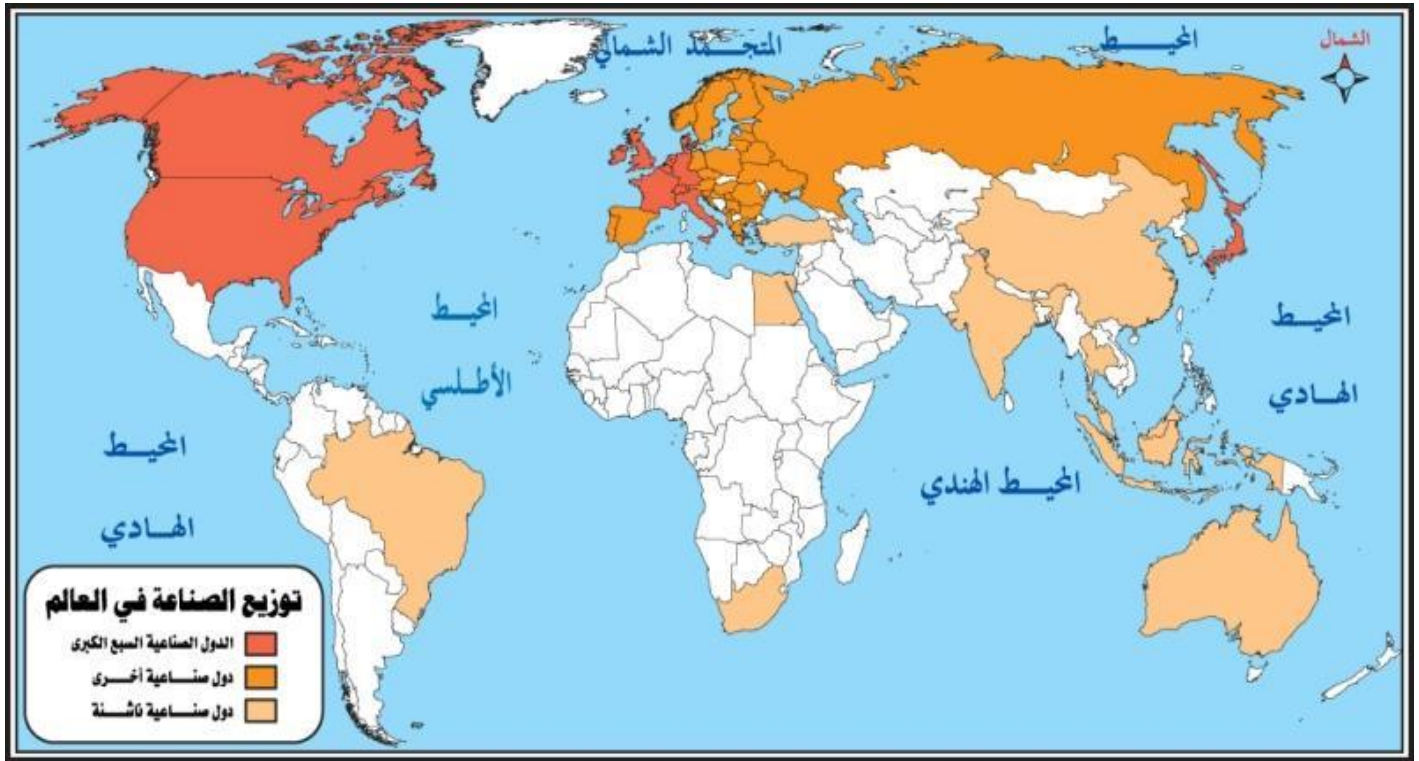 المحيط
المتجمد الشمالي
الشمال
المحيط
الأطلسي
المحيط
الهادي
المحيط
الهادي
المحيط الهندي
توزيع الصناعة في العالم
الدول الصناعية السبع الكبرى
دول صناعية أخرى
دول صناعية ناشئة